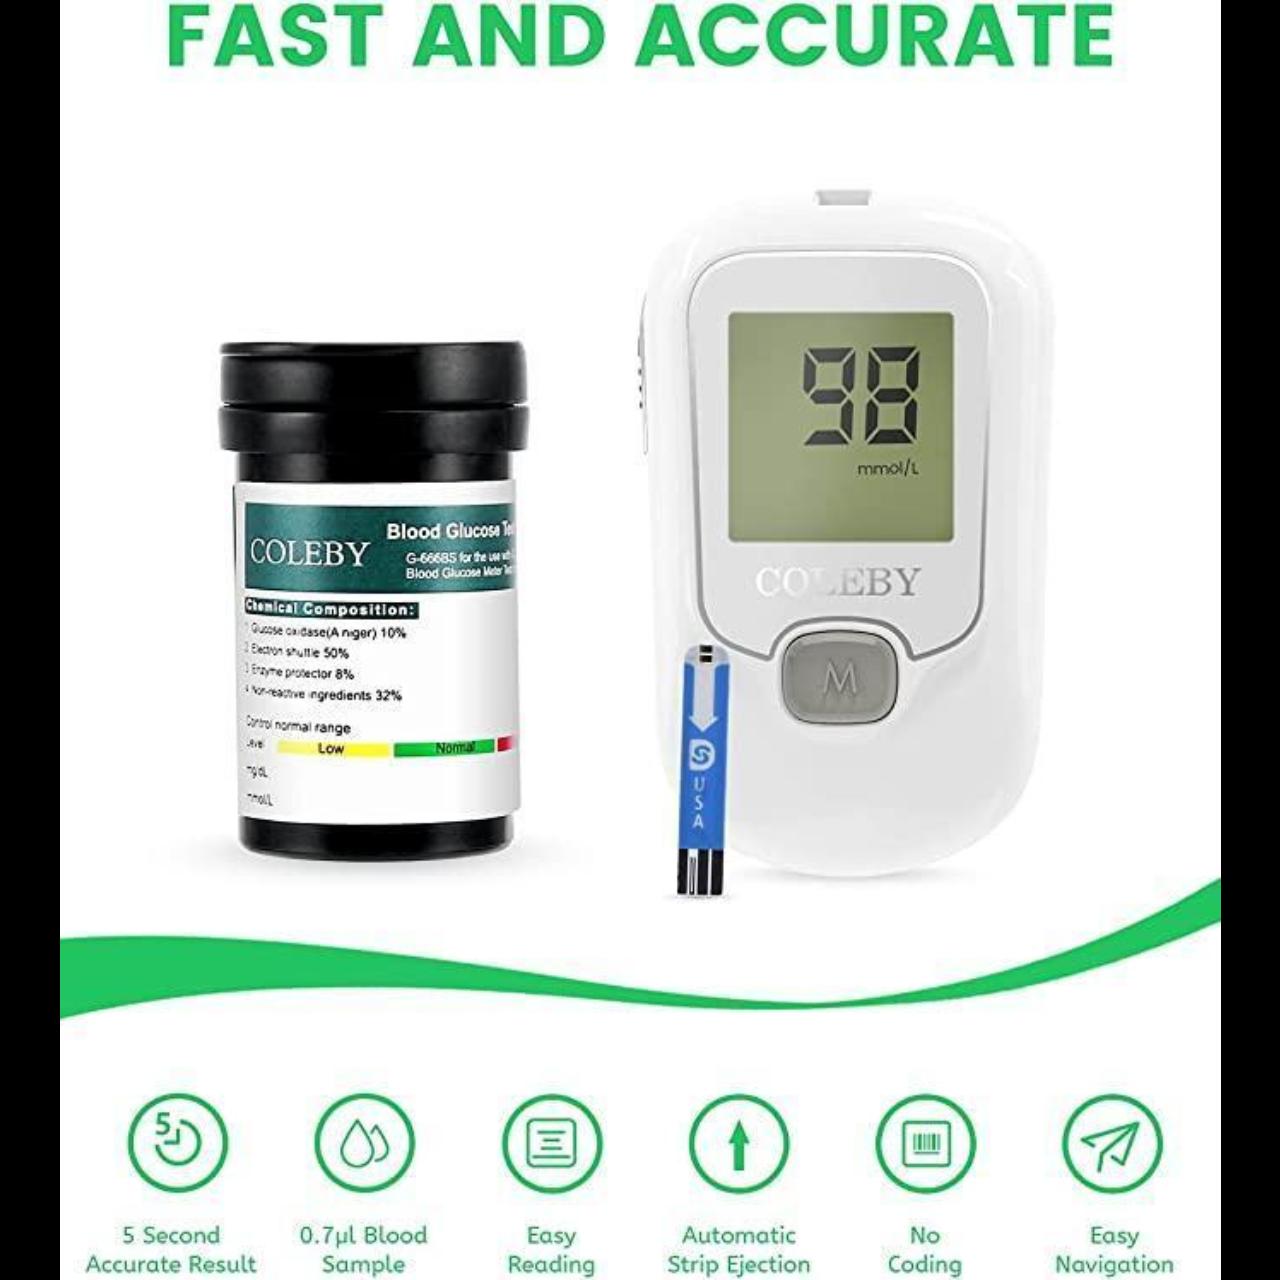 FAST AND ACCURATE
COLEBY
Blood Glucose
G-666BS for the use with
Blood Glucose Meter
Chemical Composition:
1 Glucose oxidase(A niger) 10%
2 Electron shuttle 50%
3 Enzyme protector 8%
4 Non-reactive ingredients 32%
Control normal range
Level Low Normal
mg/dL
mmol/L
98
mmol/L
COLEBY
M
USA
5
5 Second
Accurate Result
0.7µl Blood
Sample
Easy
Reading
Automatic
Strip Ejection
No
Coding
Easy
Navigation